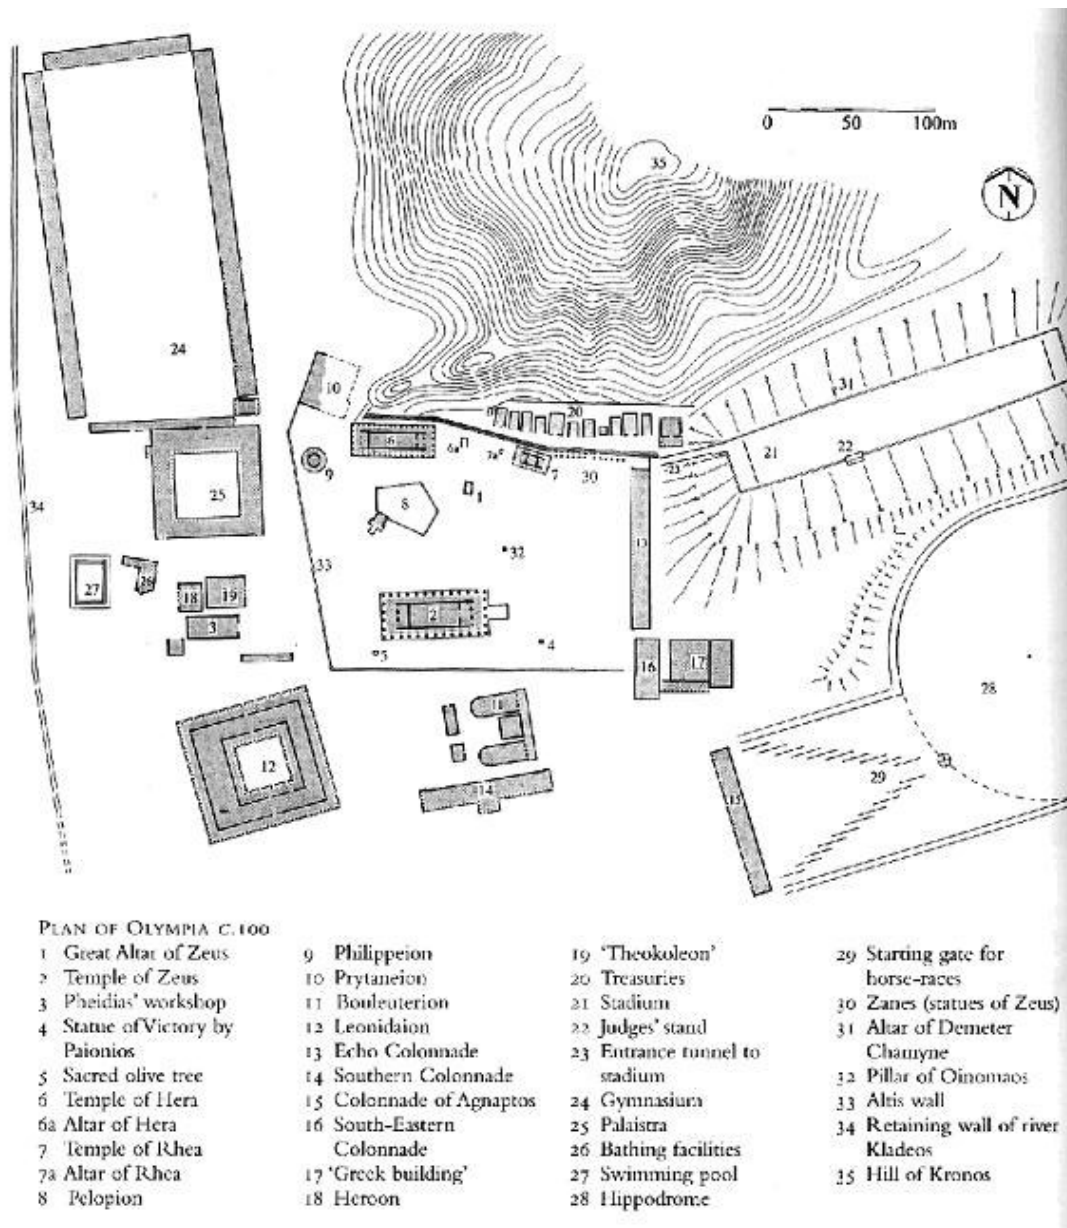 0 50 100m
N
35
24
10
31
20
6
6a
7a
7
30
21
22
23
9
25
8
1
34
13
32
33
27
26
18
19
3
2
4
5
16
17
28
11
12
14
29
15
PLAN OF OLYMPIA C.100
1 Great Altar of Zeus
2 Temple of Zeus
3 Pheidias' workshop
4 Statue of Victory by
Paionios
5 Sacred olive tree
6 Temple of Hera
6a Altar of Hera
7 Temple of Rhea
7a Altar of Rhea
8 Pelopion
9 Philippeion
10 Prytaneion
11 Bouleuterion
12 Leonidaion
13 Echo Colonnade
14 Southern Colonnade
15 Colonnade of Agnaptos
16 South-Eastern
Colonnade
17 'Greek building'
18 Heroon
19 'Theokoleon'
20 Treasuries
21 Stadium
22 Judges' stand
23 Entrance tunnel to
stadium
24 Gymnasium
25 Palaistra
26 Bathing facilities
27 Swimming pool
28 Hippodrome
29 Starting gate for
horse-races
30 Zanes (statues of Zeus)
31 Altar of Demeter
Chamyne
32 Pillar of Oinomaos
33 Altis wall
34 Retaining wall of river
Kladeos
35 Hill of Kronos